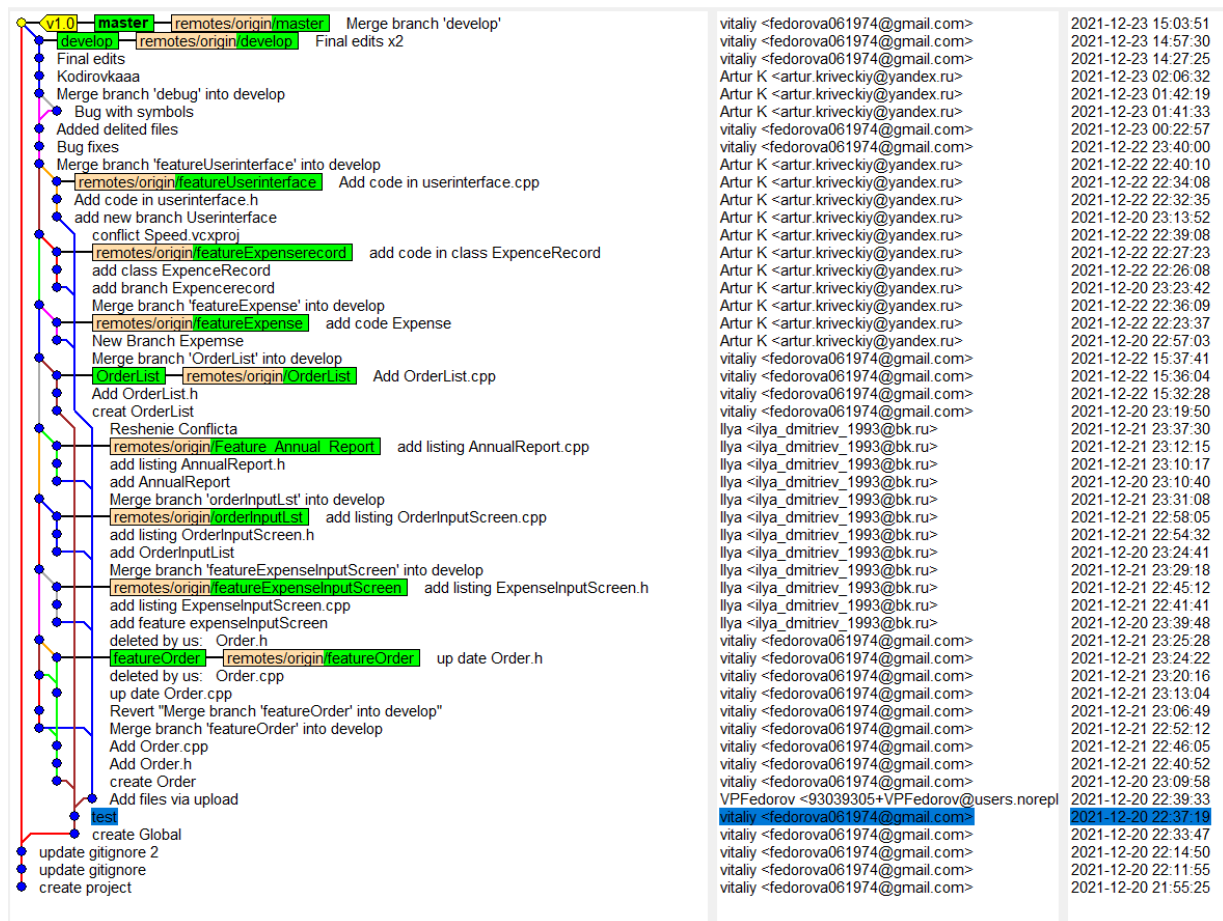 v1.0 master remotes/origin/master Merge branch 'develop' vitaliy <fedorova061974@gmail.com> 2021-12-23 15:03:51
develop remotes/origin/develop Final edits x2 vitaliy <fedorova061974@gmail.com> 2021-12-23 14:57:30
Final edits vitaliy <fedorova061974@gmail.com> 2021-12-23 14:27:25
Kodirovkaaa Artur K <artur.kriveckiy@yandex.ru> 2021-12-23 02:06:32
Merge branch 'debug' into develop Artur K <artur.kriveckiy@yandex.ru> 2021-12-23 01:42:19
Bug with symbols Artur K <artur.kriveckiy@yandex.ru> 2021-12-23 01:41:33
Added delited files vitaliy <fedorova061974@gmail.com> 2021-12-23 00:22:57
Bug fixes vitaliy <fedorova061974@gmail.com> 2021-12-22 23:40:00
Merge branch 'featureUserinterface' into develop Artur K <artur.kriveckiy@yandex.ru> 2021-12-22 22:40:10
remotes/origin/featureUserinterface Add code in userinterface.cpp Artur K <artur.kriveckiy@yandex.ru> 2021-12-22 22:34:08
Add code in userinterface.h Artur K <artur.kriveckiy@yandex.ru> 2021-12-22 22:32:35
add new branch Userinterface Artur K <artur.kriveckiy@yandex.ru> 2021-12-20 23:13:52
conflict Speed.vcxproj Artur K <artur.kriveckiy@yandex.ru> 2021-12-22 22:39:08
remotes/origin/featureExpenserecord add code in class ExpenceRecord Artur K <artur.kriveckiy@yandex.ru> 2021-12-22 22:27:23
add class ExpenceRecord Artur K <artur.kriveckiy@yandex.ru> 2021-12-22 22:26:08
add branch Expencerecord Artur K <artur.kriveckiy@yandex.ru> 2021-12-20 23:23:42
Merge branch 'featureExpense' into develop Artur K <artur.kriveckiy@yandex.ru> 2021-12-22 22:36:09
remotes/origin/featureExpense add code Expense Artur K <artur.kriveckiy@yandex.ru> 2021-12-22 22:23:37
New Branch Expemse Artur K <artur.kriveckiy@yandex.ru> 2021-12-20 22:57:03
Merge branch 'OrderList' into develop vitaliy <fedorova061974@gmail.com> 2021-12-22 15:37:41
OrderList remotes/origin/OrderList Add OrderList.cpp vitaliy <fedorova061974@gmail.com> 2021-12-22 15:36:04
Add OrderList.h vitaliy <fedorova061974@gmail.com> 2021-12-22 15:32:28
creat OrderList vitaliy <fedorova061974@gmail.com> 2021-12-20 23:19:50
Reshenie Conflicta Ilya <ilya_dmitriev_1993@bk.ru> 2021-12-21 23:37:30
remotes/origin/Feature_Annual_Report add listing AnnualReport.cpp Ilya <ilya_dmitriev_1993@bk.ru> 2021-12-21 23:12:15
add listing AnnualReport.h Ilya <ilya_dmitriev_1993@bk.ru> 2021-12-21 23:10:17
add AnnualReport Ilya <ilya_dmitriev_1993@bk.ru> 2021-12-20 23:10:40
Merge branch 'orderInputLst' into develop Ilya <ilya_dmitriev_1993@bk.ru> 2021-12-21 23:31:08
remotes/origin/orderInputLst add listing OrderInputScreen.cpp Ilya <ilya_dmitriev_1993@bk.ru> 2021-12-21 22:58:05
add listing OrderInputScreen.h Ilya <ilya_dmitriev_1993@bk.ru> 2021-12-21 22:54:32
add OrderInputList Ilya <ilya_dmitriev_1993@bk.ru> 2021-12-20 23:24:41
Merge branch 'featureExpenseInputScreen' into develop Ilya <ilya_dmitriev_1993@bk.ru> 2021-12-21 23:29:18
remotes/origin/featureExpenseInputScreen add listing ExpenseInputScreen.h Ilya <ilya_dmitriev_1993@bk.ru> 2021-12-21 22:45:12
add listing ExpenseInputScreen.cpp Ilya <ilya_dmitriev_1993@bk.ru> 2021-12-21 22:41:41
add feature expenseInputScreen Ilya <ilya_dmitriev_1993@bk.ru> 2021-12-20 23:39:48
deleted by us: Order.h vitaliy <fedorova061974@gmail.com> 2021-12-21 23:25:28
featureOrder remotes/origin/featureOrder up date Order.h vitaliy <fedorova061974@gmail.com> 2021-12-21 23:24:22
deleted by us: Order.cpp vitaliy <fedorova061974@gmail.com> 2021-12-21 23:20:16
up date Order.cpp vitaliy <fedorova061974@gmail.com> 2021-12-21 23:13:04
Revert "Merge branch 'featureOrder' into develop" vitaliy <fedorova061974@gmail.com> 2021-12-21 23:06:49
Merge branch 'featureOrder' into develop vitaliy <fedorova061974@gmail.com> 2021-12-21 22:52:12
Add Order.cpp vitaliy <fedorova061974@gmail.com> 2021-12-21 22:46:05
Add Order.h vitaliy <fedorova061974@gmail.com> 2021-12-21 22:40:52
create Order vitaliy <fedorova061974@gmail.com> 2021-12-20 23:09:58
Add files via upload VPFedorov <93039305+VPFedorov@users.norepl 2021-12-20 22:39:33
test vitaliy <fedorova061974@gmail.com> 2021-12-20 22:37:19
create Global vitaliy <fedorova061974@gmail.com> 2021-12-20 22:33:47
update gitignore 2 vitaliy <fedorova061974@gmail.com> 2021-12-20 22:14:50
update gitignore vitaliy <fedorova061974@gmail.com> 2021-12-20 22:11:55
create project vitaliy <fedorova061974@gmail.com> 2021-12-20 21:55:25